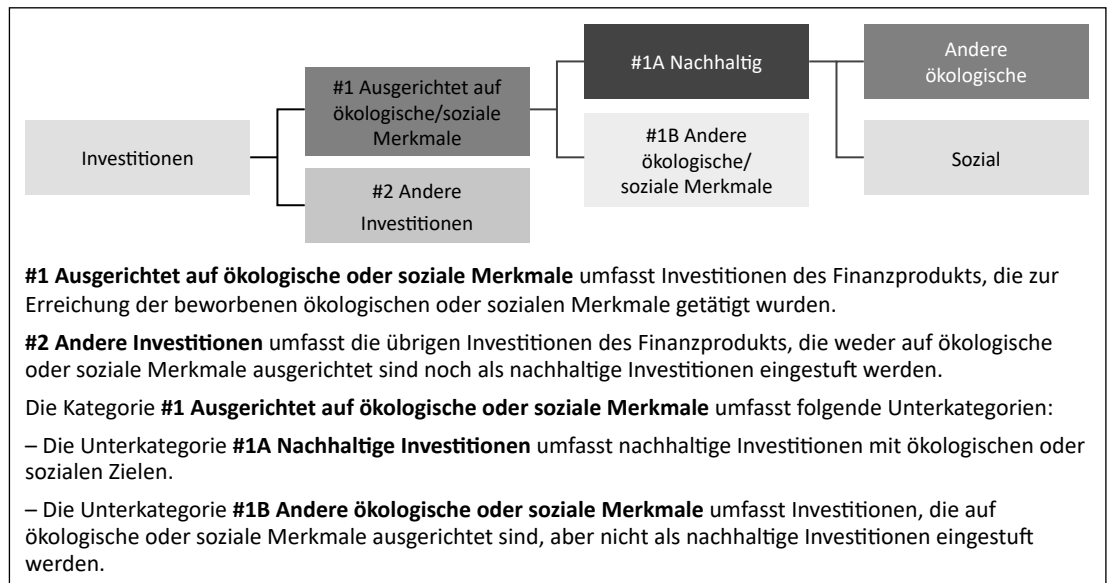 Investitionen
#1 Ausgerichtet auf
ökologische/soziale
Merkmale
#2 Andere
Investitionen
#1A Nachhaltig
#1B Andere
ökologische/
soziale Merkmale
Andere
ökologische
Sozial
#1 Ausgerichtet auf ökologische oder soziale Merkmale umfasst Investitionen des Finanzprodukts, die zur
Erreichung der beworbenen ökologischen oder sozialen Merkmale getätigt wurden.
#2 Andere Investitionen umfasst die übrigen Investitionen des Finanzprodukts, die weder auf ökologische
oder soziale Merkmale ausgerichtet sind noch als nachhaltige Investitionen eingestuft werden.
Die Kategorie #1 Ausgerichtet auf ökologische oder soziale Merkmale umfasst folgende Unterkategorien:
– Die Unterkategorie #1A Nachhaltige Investitionen umfasst nachhaltige Investitionen mit ökologischen oder
sozialen Zielen.
– Die Unterkategorie #1B Andere ökologische oder soziale Merkmale umfasst Investitionen, die auf
ökologische oder soziale Merkmale ausgerichtet sind, aber nicht als nachhaltige Investitionen eingestuft
werden.